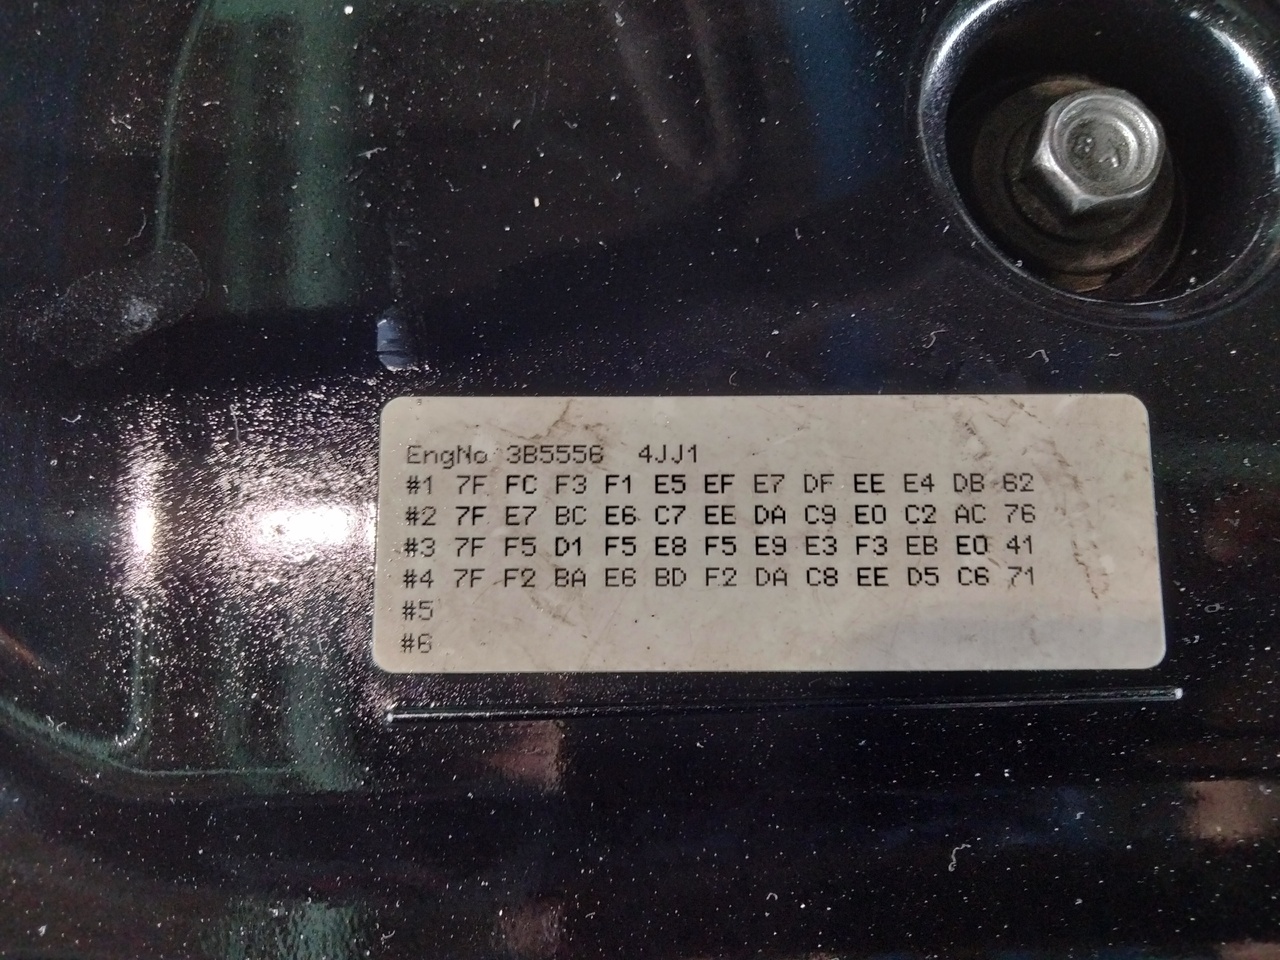 EngNo 3B5556 4JJ1
#1 7F FC F3 F1 E5 EF E7 DF EE E4 DB 62
#2 7F E7 BC E6 C7 EE DA C9 E0 C2 AC 76
#3 7F F5 D1 F5 E8 F5 E9 E3 F3 EB E0 41
#4 7F F2 BA E6 BD F2 DA C8 EE D5 C6 71
#5
#6